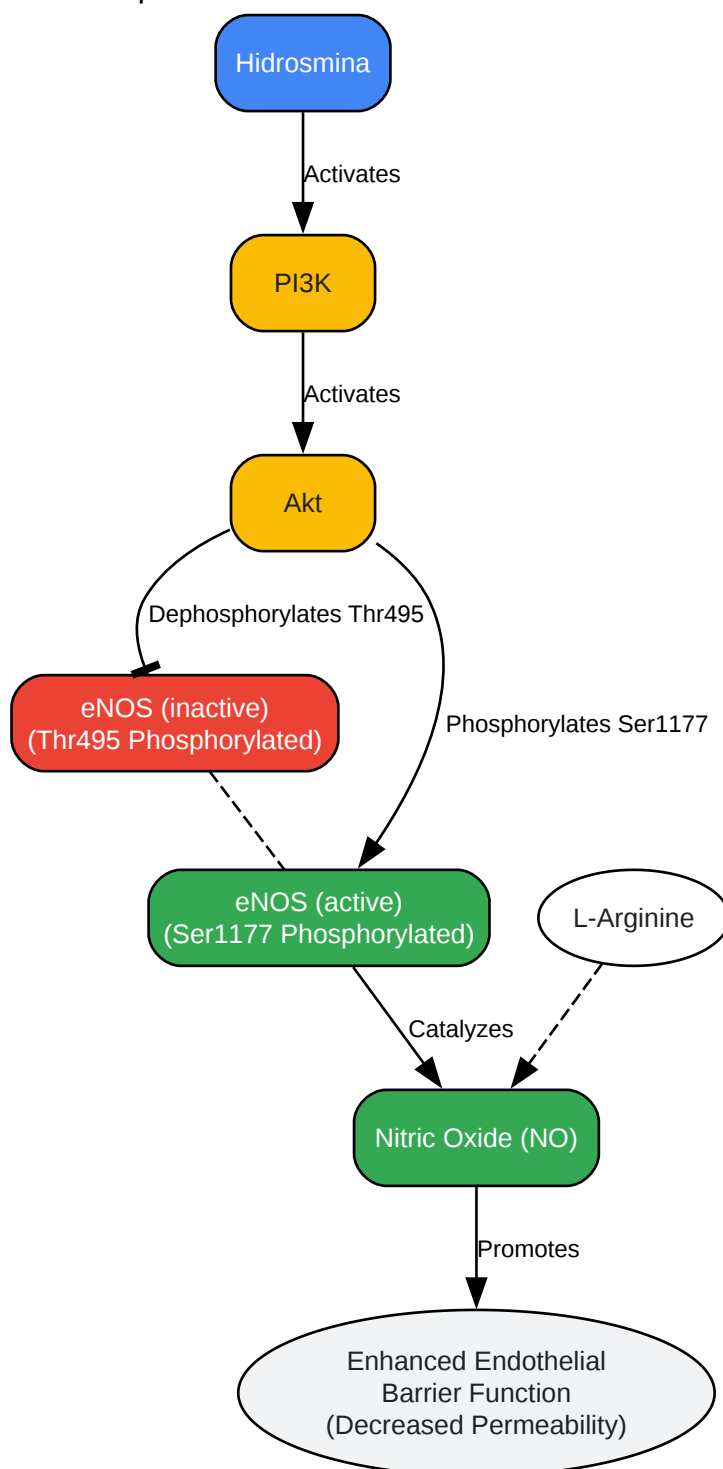 Hidrosmina
Activates
PI3K
Activates
Akt
Dephosphorylates Thr495
eNOS (inactive)
(Thr495 Phosphorylated)
Phosphorylates Ser1177
eNOS (active)
(Ser1177 Phosphorylated)
L-Arginine
Catalyzes
Nitric Oxide (NO)
Promotes
Enhanced Endothelial
Barrier Function
(Decreased Permeability)